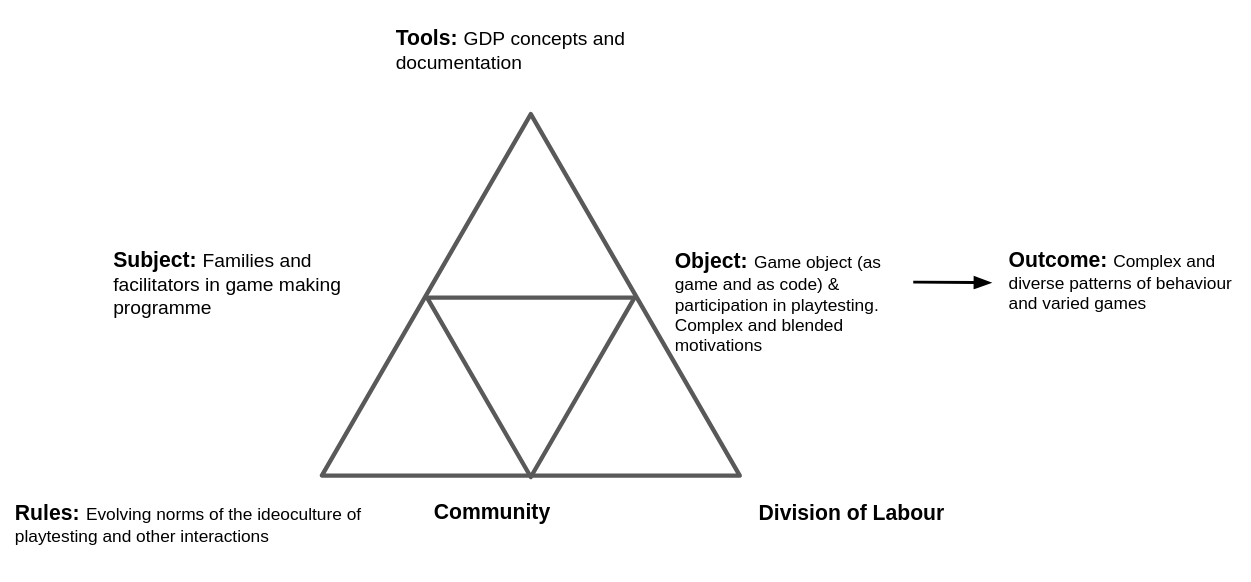 Tools: GDP concepts and
documentation
Subject: Families and
facilitators in game making
programme
Object: Game object (as
game and as code) &
participation in playtesting.
Complex and blended
motivations
Outcome: Complex and
diverse patterns of behaviour
and varied games
Rules: Evolving norms of the ideoculture of
playtesting and other interactions
Community
Division of Labour